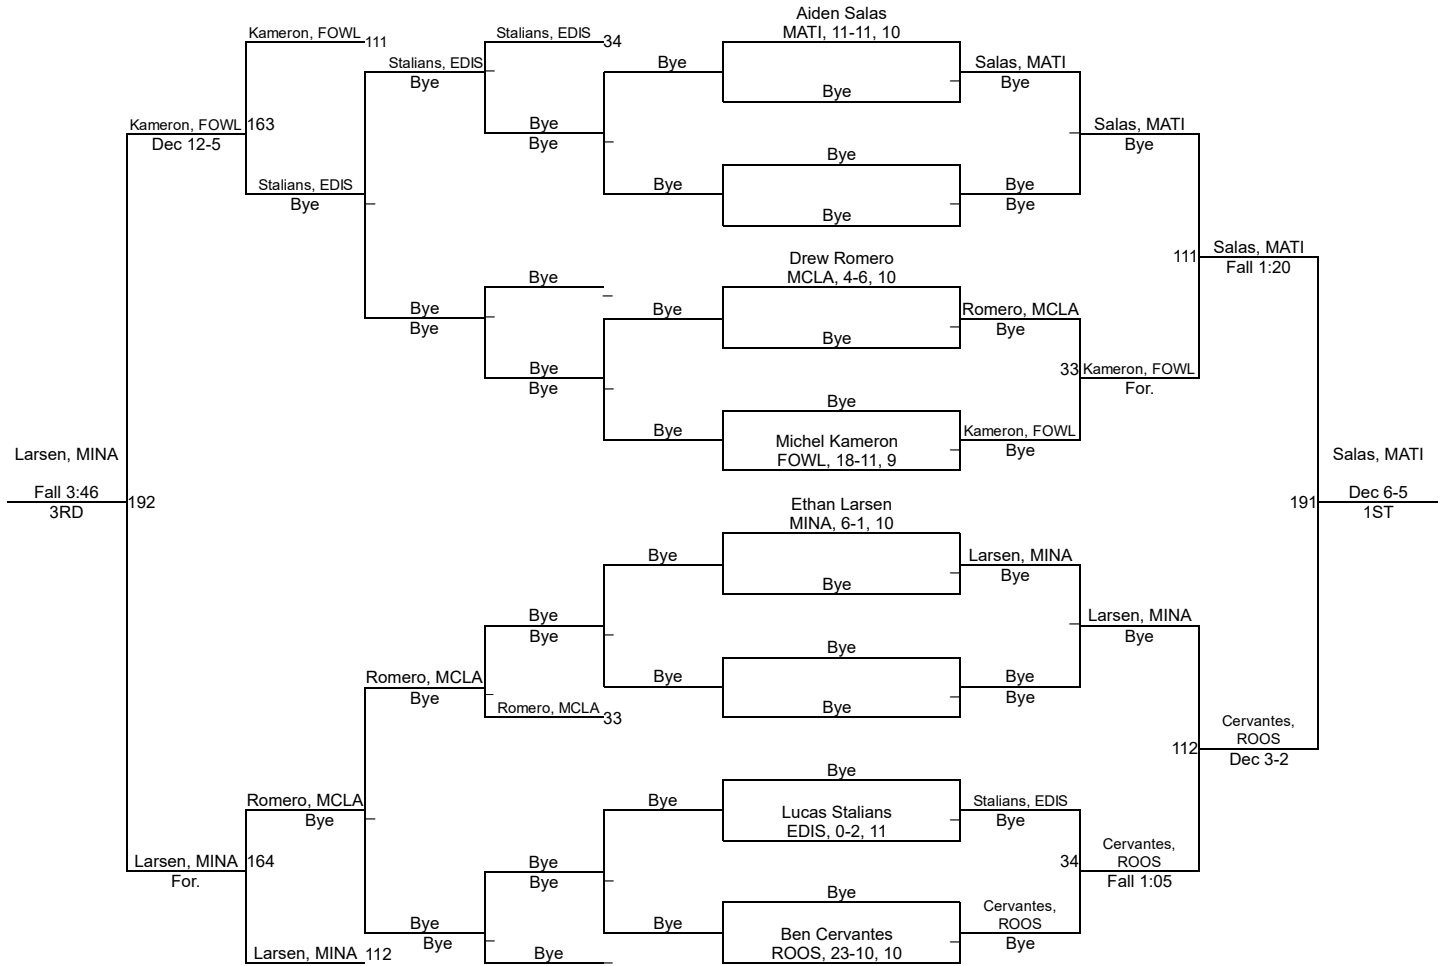 Aiden Salas
MATI, 11-11, 10
Kameron, FOWL
111
Stalians, EDIS
34
Stalians, EDIS
Bye
Bye
Bye
Salas, MATI
Bye
Kameron, FOWL
163
Dec 12-5
Bye
Bye
Salas, MATI
Bye
Bye
Stalians, EDIS
Bye
Bye
Bye
Bye
Bye
111
Salas, MATI
Fall 1:20
Drew Romero
MCLA, 4-6, 10
Bye
Bye
Bye
Bye
Romero, MCLA
Bye
Bye
Bye
Bye
33
Kameron, FOWL
For.
Bye
Bye
Michel Kameron
FOWL, 18-11, 9
Kameron, FOWL
Bye
Larsen, MINA
Fall 3:46
3RD
192
Salas, MATI
191
Dec 6-5
1ST
Ethan Larsen
MINA, 6-1, 10
Bye
Bye
Larsen, MINA
Bye
Bye
Bye
Larsen, MINA
Bye
Romero, MCLA
Bye
Bye
Bye
Bye
Bye
Bye
Romero, MCLA
33
112
Cervantes,
ROOS
Dec 3-2
Bye
Romero, MCLA
Bye
Bye
Lucas Stalians
EDIS, 0-2, 11
Stalians, EDIS
Bye
Larsen, MINA
164
For.
Bye
Bye
34
Cervantes,
ROOS
Fall 1:05
Bye
Bye
Bye
Bye
Ben Cervantes
ROOS, 23-10, 10
Cervantes,
ROOS
Bye
Larsen, MINA
112
Bye